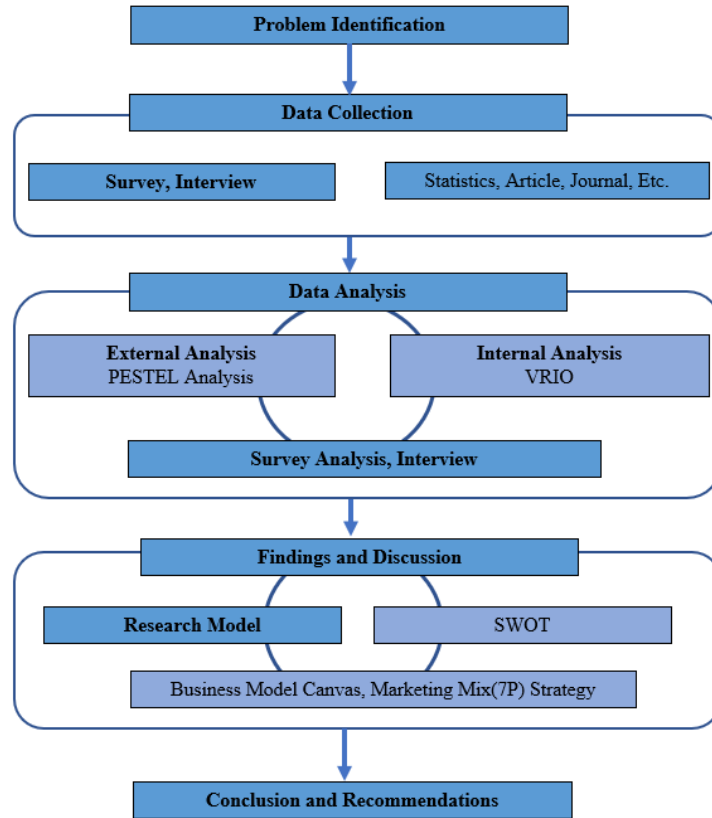 Problem Identification
Data Collection
Survey, Interview
Statistics, Article, Journal, Etc.
Data Analysis
External Analysis
PESTEL Analysis
Internal Analysis
VRIO
Survey Analysis, Interview
Findings and Discussion
Research Model
SWOT
Business Model Canvas, Marketing Mix(7P) Strategy
Conclusion and Recommendations